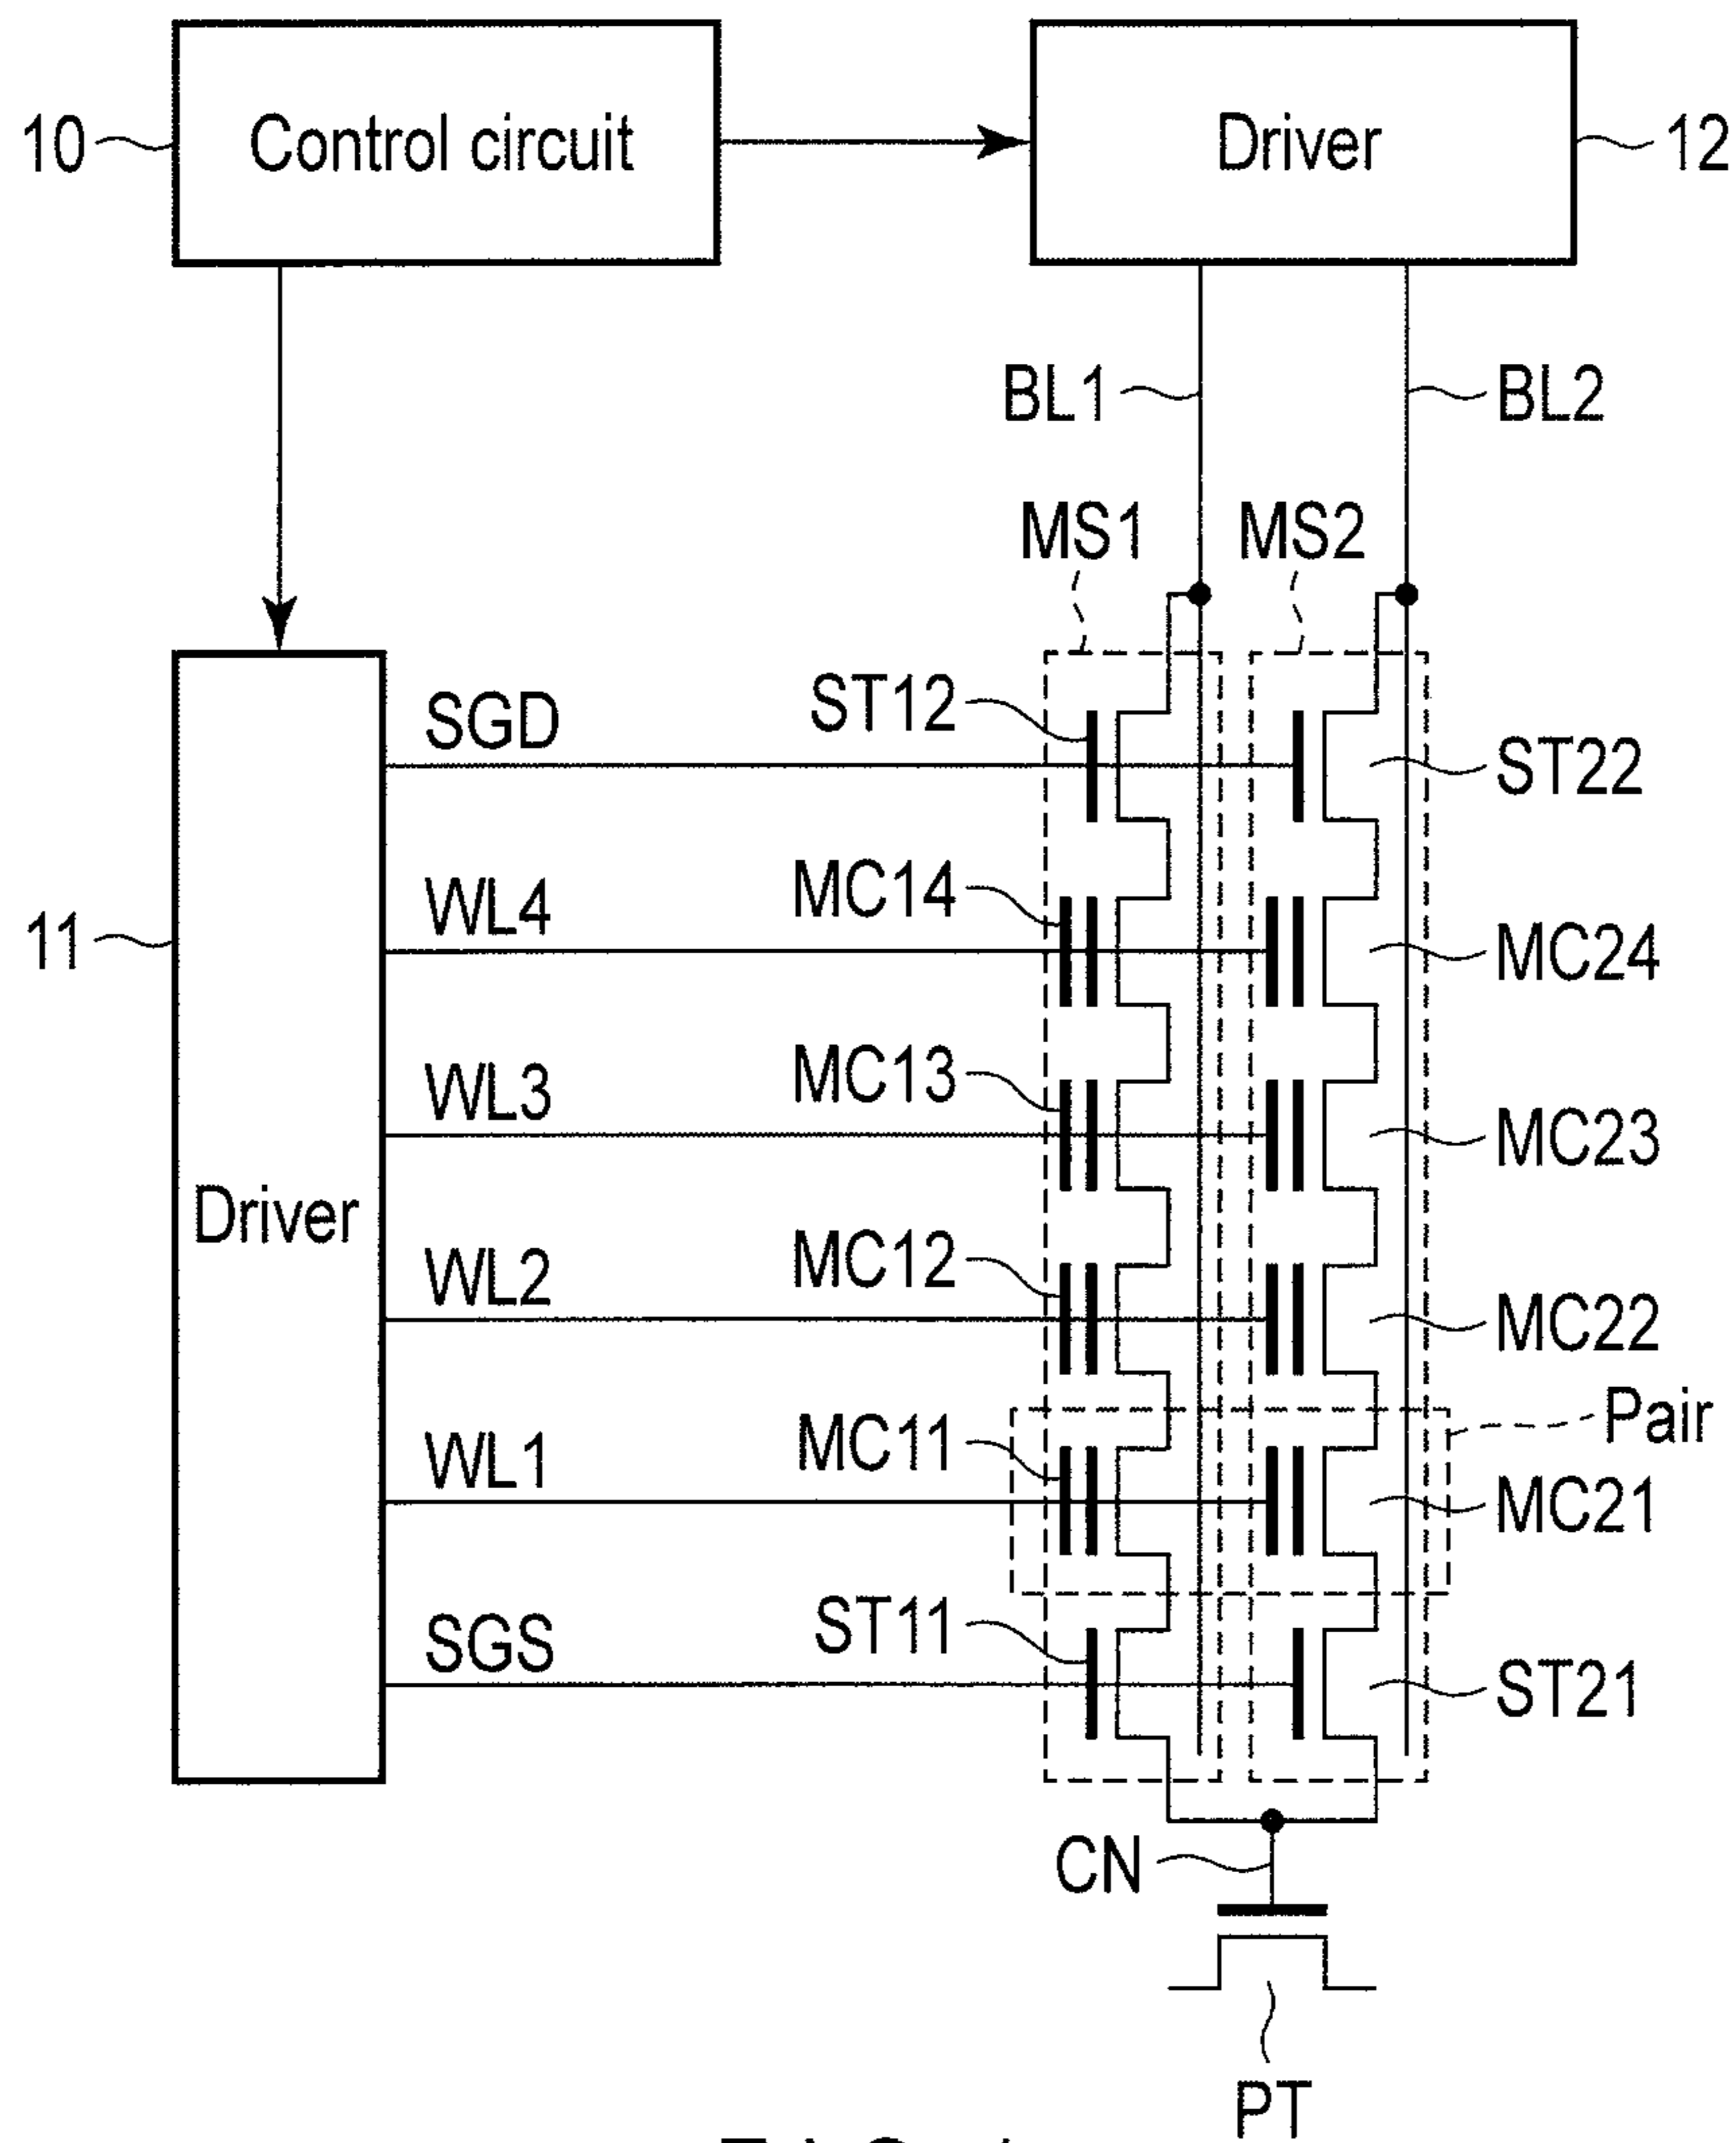 10
Control circuit
Driver
12
BL1
BL2
MS1
MS2
SGD
ST12
ST22
WL4
MC14
MC24
11
WL3
MC13
MC23
Driver
WL2
MC12
MC22
Pair
WL1
MC11
MC21
SGS
ST11
ST21
CN
PT